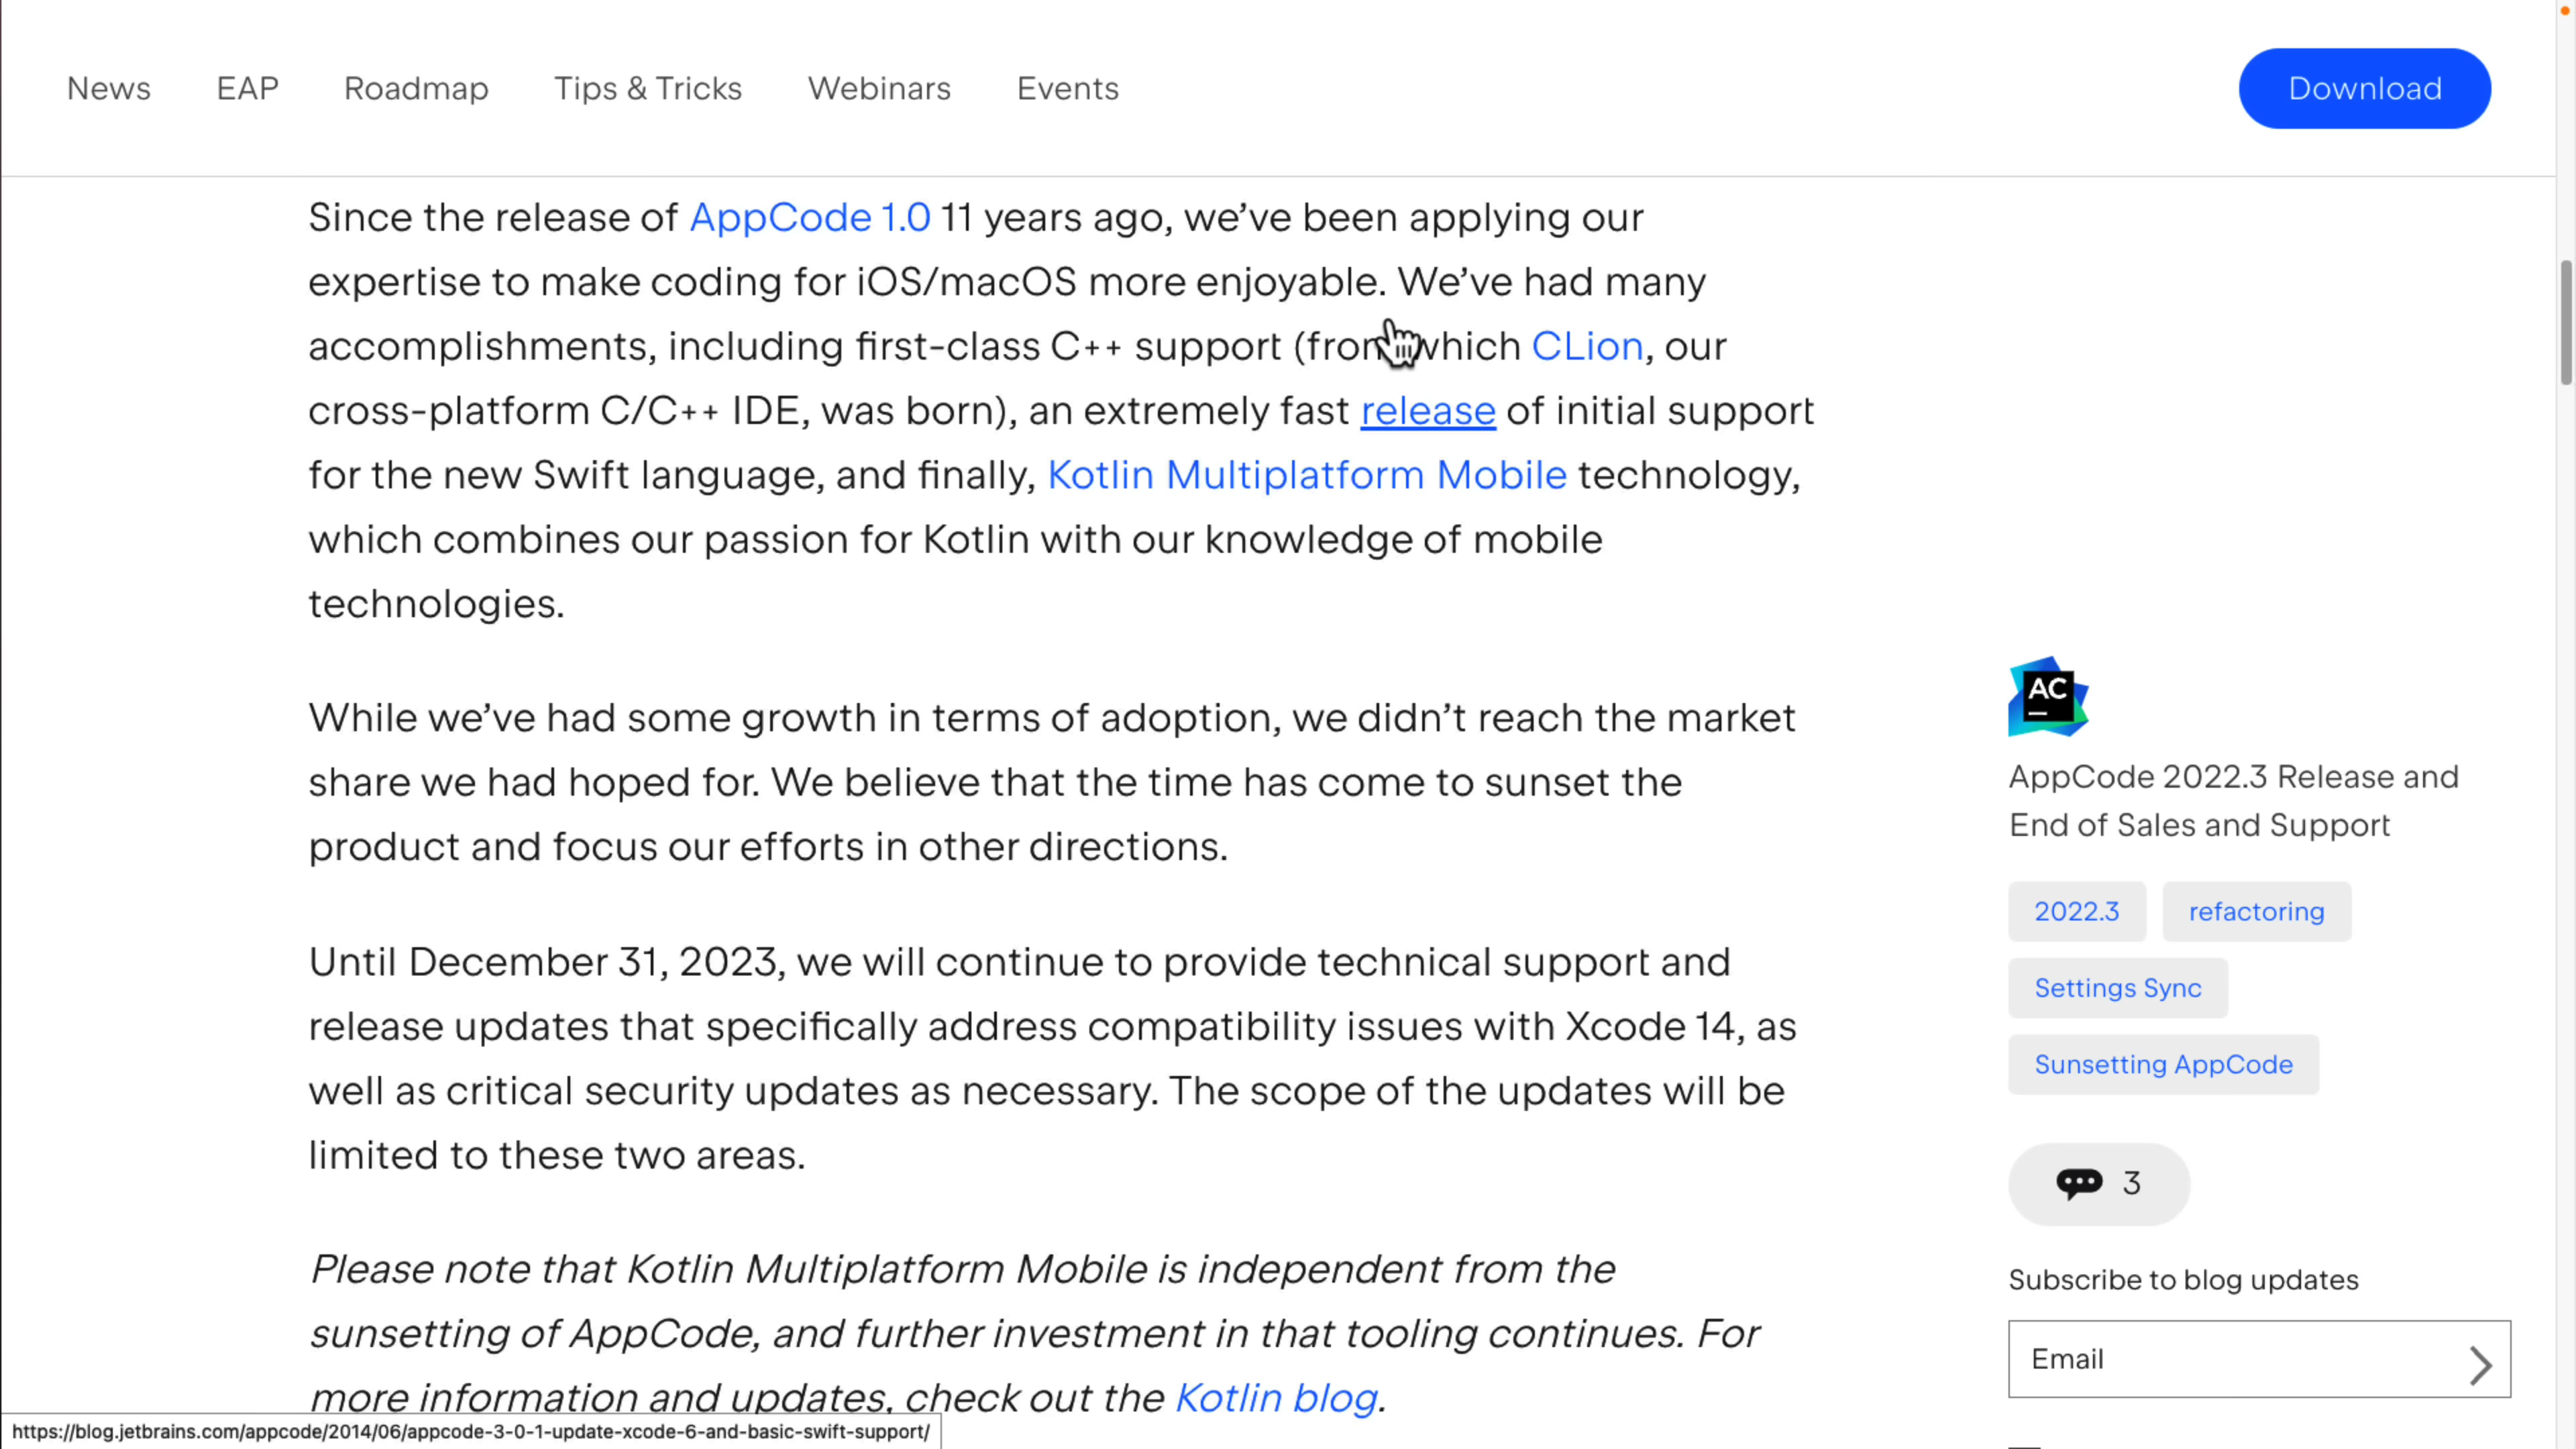 News EAP Roadmap Tips & Tricks Webinars Events Download
Since the release of AppCode 1.0 11 years ago, we’ve been applying our
expertise to make coding for iOS/macOS more enjoyable. We’ve had many
accomplishments, including first-class C++ support (from which CLion, our
cross-platform C/C++ IDE, was born), an extremely fast release of initial support
for the new Swift language, and finally, Kotlin Multiplatform Mobile technology,
which combines our passion for Kotlin with our knowledge of mobile
technologies.
While we’ve had some growth in terms of adoption, we didn’t reach the market
share we had hoped for. We believe that the time has come to sunset the
product and focus our efforts in other directions.
Until December 31, 2023, we will continue to provide technical support and
release updates that specifically address compatibility issues with Xcode 14, as
well as critical security updates as necessary. The scope of the updates will be
limited to these two areas.
Please note that Kotlin Multiplatform Mobile is independent from the
sunsetting of AppCode, and further investment in that tooling continues. For
more information and updates, check out the Kotlin blog.
AC
AppCode 2022.3 Release and
End of Sales and Support
2022.3 refactoring
Settings Sync
Sunsetting AppCode
3
Subscribe to blog updates
Email
https://blog.jetbrains.com/appcode/2014/06/appcode-3-0-1-update-xcode-6-and-basic-swift-support/